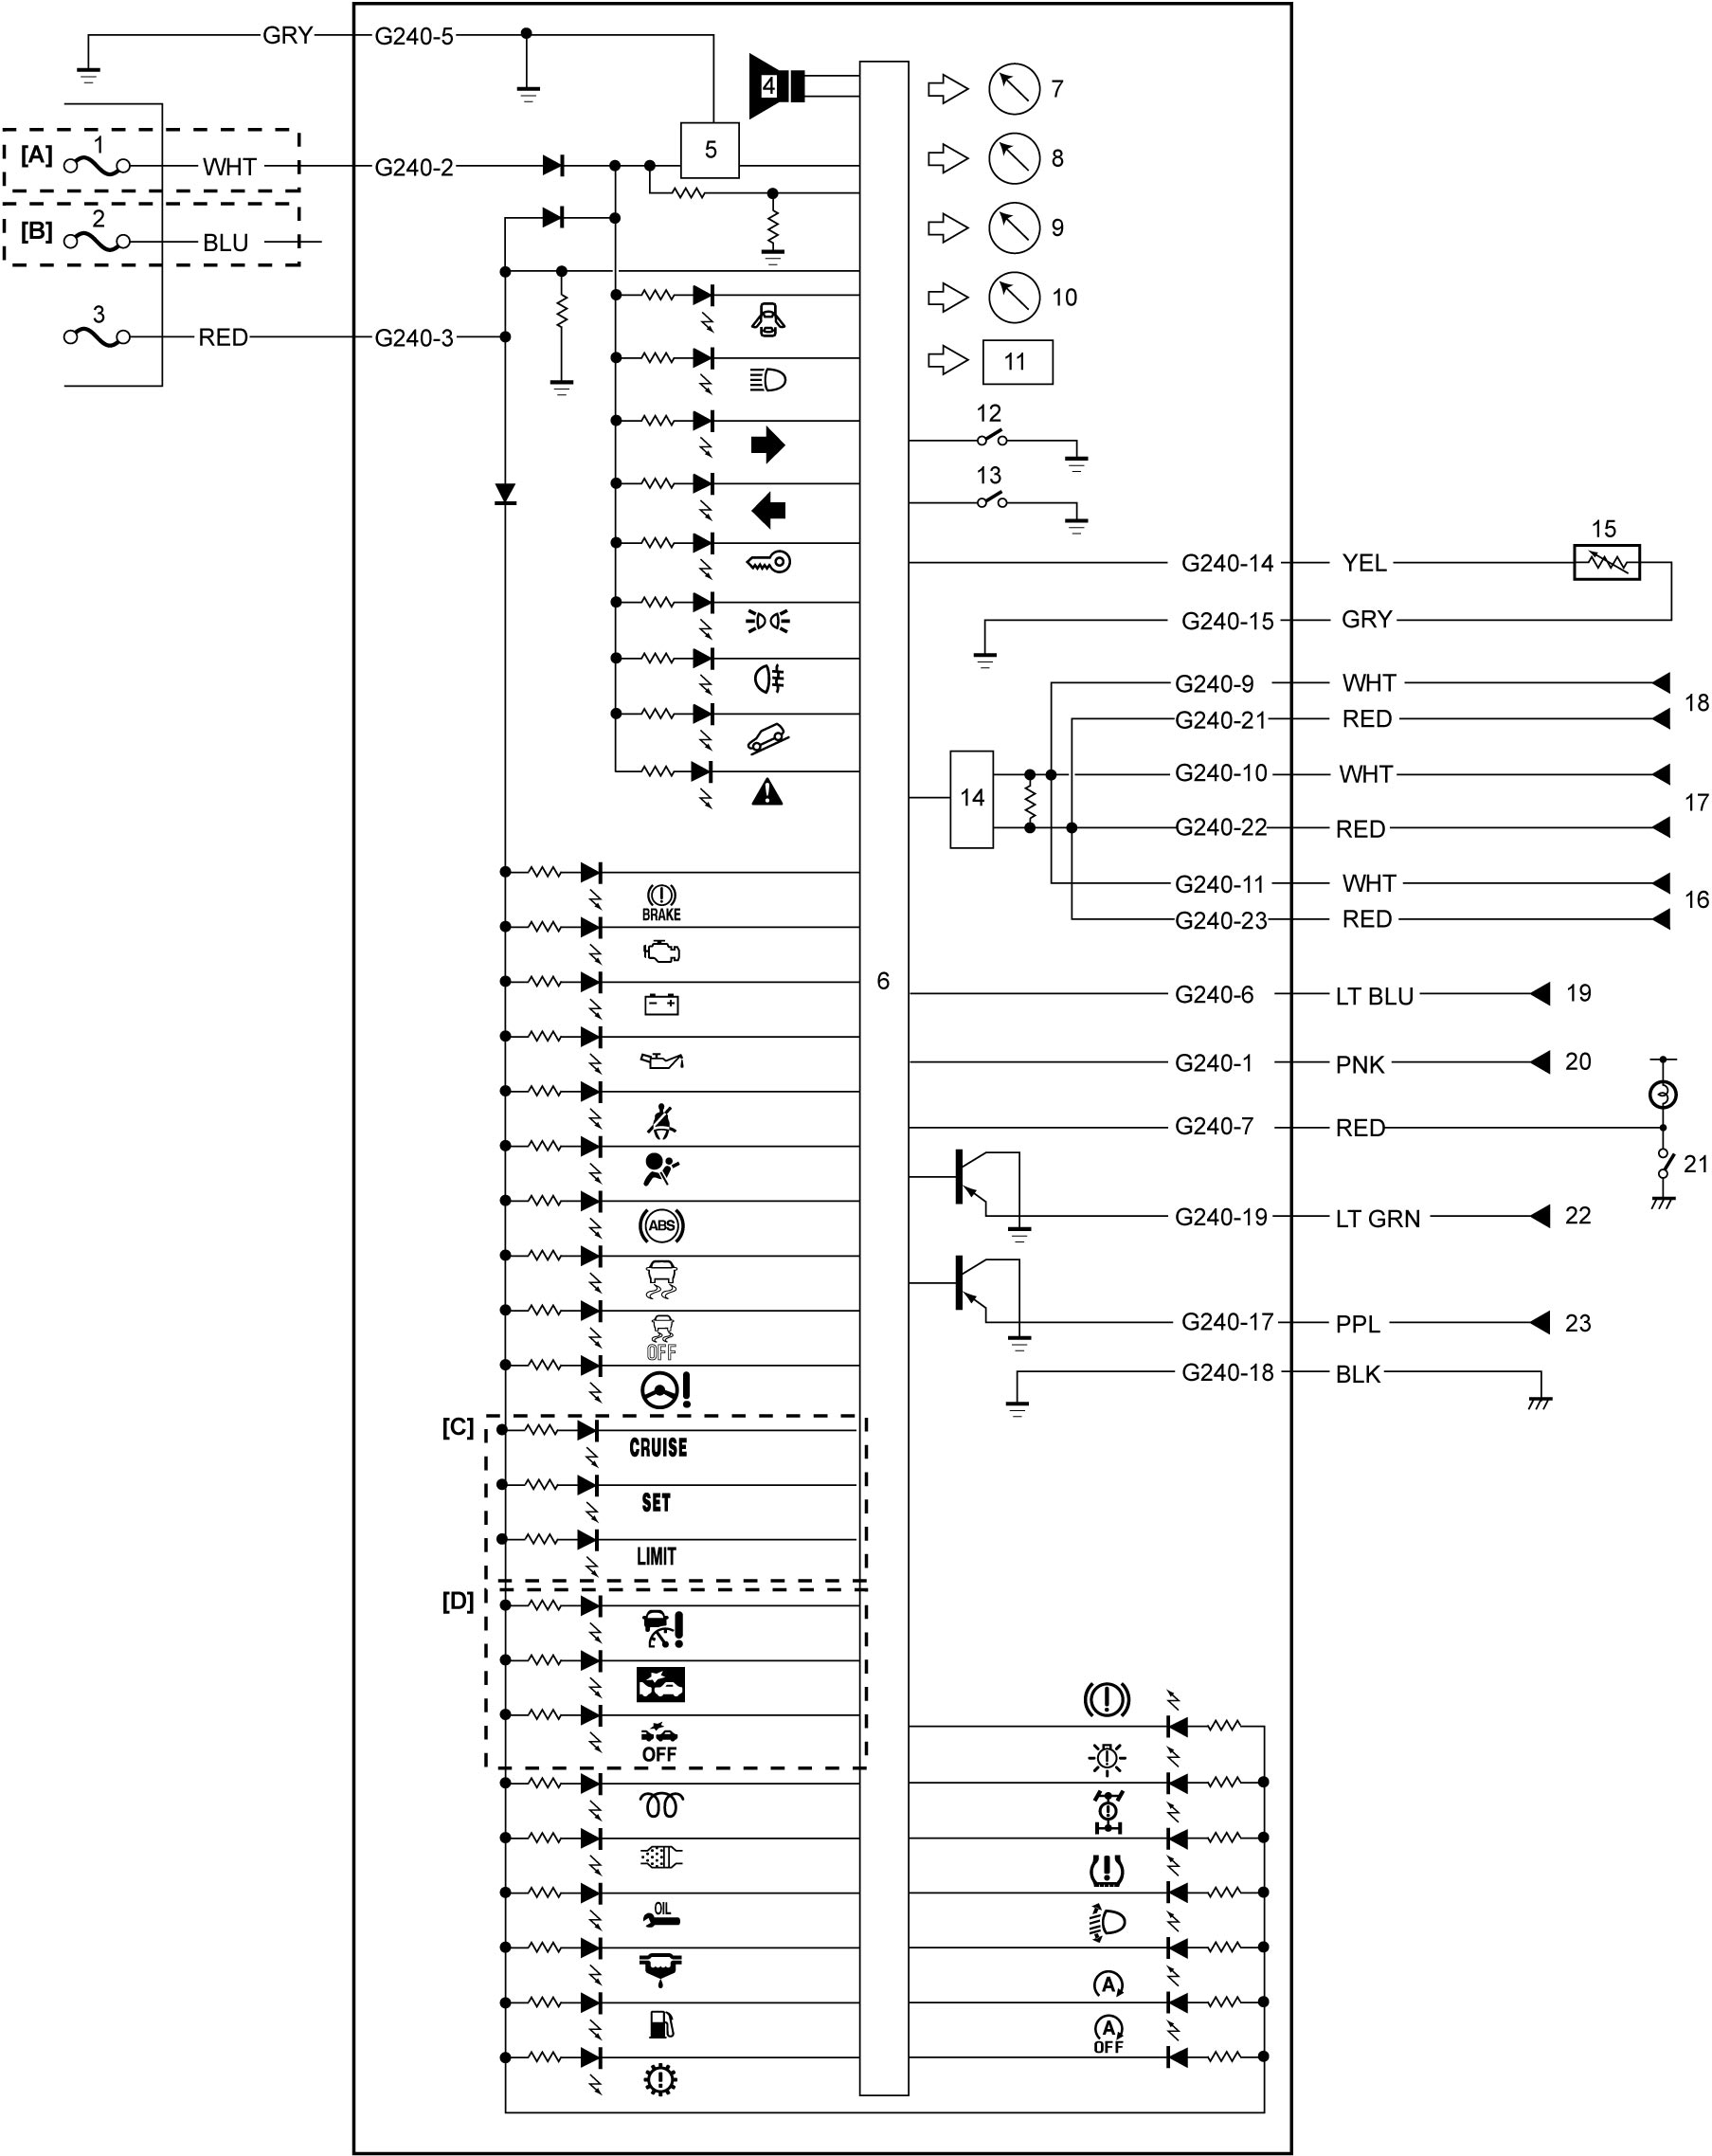 GRY G240-5
4 7
1 5
[A] WHT G240-2 8
2
[B] BLU 9
10
3
RED G240-3
11
12
13
15
G240-14 YEL
G240-15 GRY
G240-9 WHT
18
G240-21 RED
G240-10 WHT
14 17
G240-22 RED
G240-11 WHT
16
BRAKE
G240-23 RED
6
G240-6 LT BLU 19
G240-1 PNK 20
G240-7 RED
21
ABS
G240-19 LT GRN 22
G240-17 PPL 23
OFF
G240-18 BLK
[C]
CRUISE
SET
LIMIT
[D]
OFF
OIL
A
A
OFF